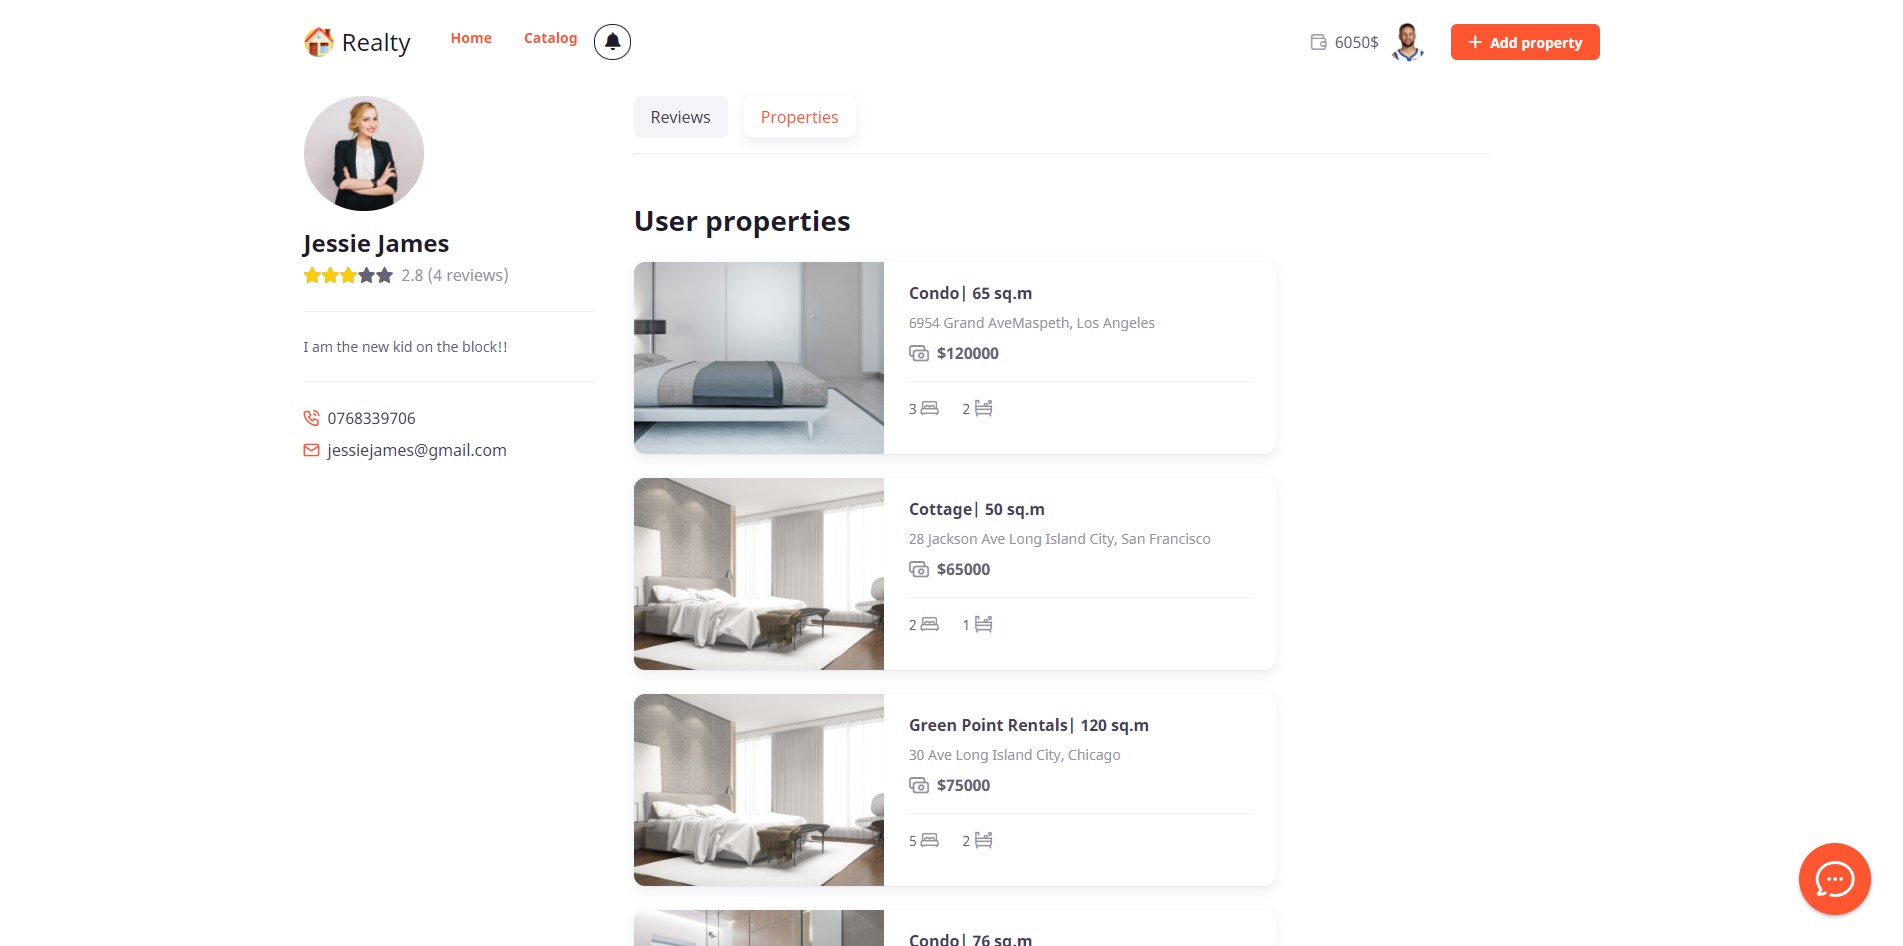 Realty
Home
Catalog
6050$
Add property
Jessie James
2.8 (4 reviews)
I am the new kid on the block!!
0768339706
jessiejames@gmail.com
Reviews
Properties
User properties
Condo| 65 sq.m
6954 Grand AveMaspeth, Los Angeles
$120000
3 2
Cottage| 50 sq.m
28 Jackson Ave Long Island City, San Francisco
$65000
2 1
Green Point Rentals| 120 sq.m
30 Ave Long Island City, Chicago
$75000
5 2
Condo| 76 sq.m